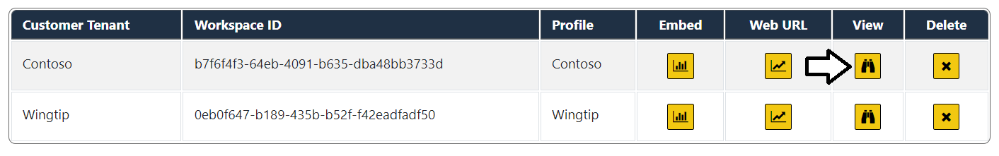 Customer Tenant Workspace ID Profile Embed Web URL View Delete
Contoso b7f6f4f3-64eb-4091-b635-dba48bb3733d Contoso
Wingtip 0eb0f647-b189-435b-b52f-f42eadfadf50 Wingtip